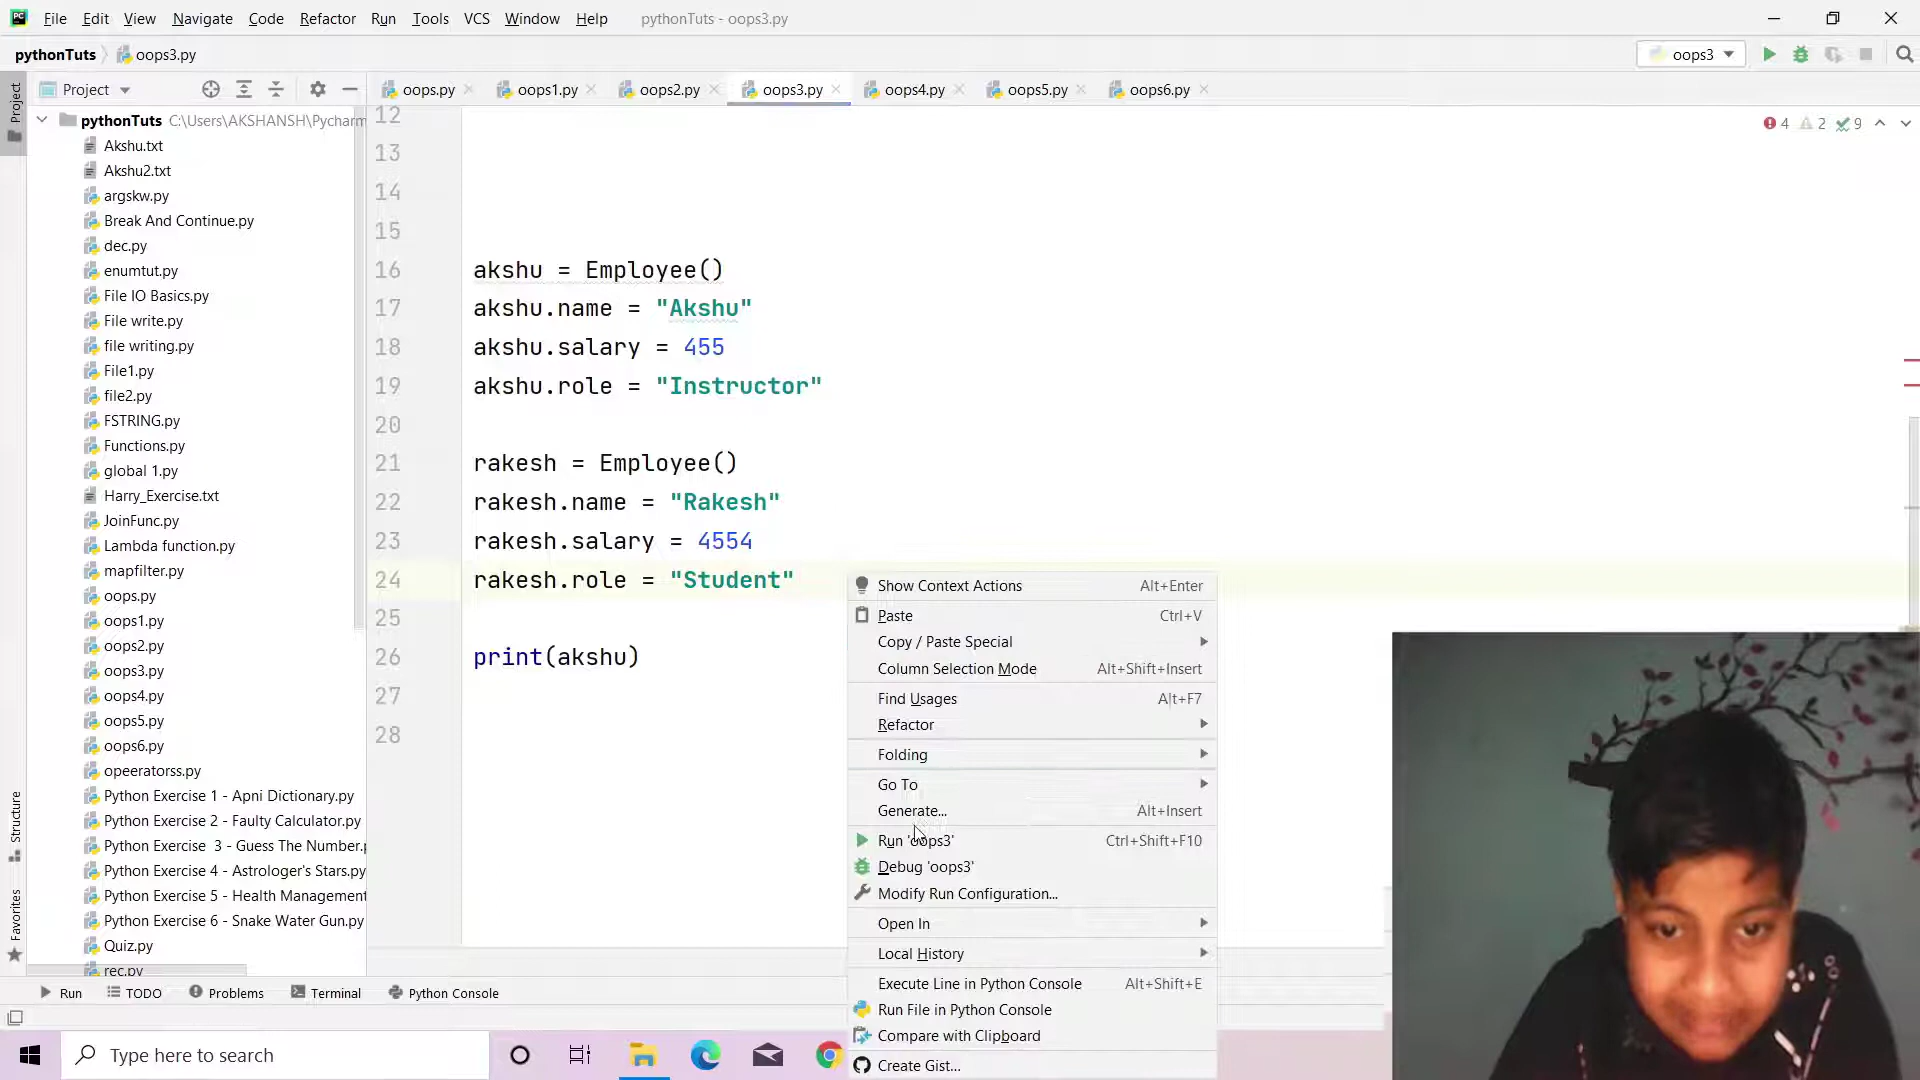 File Edit View Navigate Code Refactor Run Tools VCS Window Help pythonTuts - oops3.py
pythonTuts oops3.py oops3
Project oops.py oops1.py oops2.py oops3.py oops4.py oops5.py oops6.py
Project
Structure
Favorites
pythonTuts C:\Users\AKSHANSH\Pycharm
Akshu.txt
Akshu2.txt
argskw.py
Break And Continue.py
dec.py
enumtut.py
File IO Basics.py
File write.py
file writing.py
File1.py
file2.py
FSTRING.py
Functions.py
global 1.py
Harry_Exercise.txt
JoinFunc.py
Lambda function.py
mapfilter.py
oops.py
oops1.py
oops2.py
oops3.py
oops4.py
oops5.py
oops6.py
opeeratorss.py
Python Exercise 1 - Apni Dictionary.py
Python Exercise 2 - Faulty Calculator.py
Python Exercise  3 - Guess The Number.p
Python Exercise 4 - Astrologer's Stars.py
Python Exercise 5 - Health Management
Python Exercise 6 - Snake Water Gun.py
Quiz.py
rec.py
4 2 9
12
13
14
15
16 akshu = Employee()
17 akshu.name = "Akshu"
18 akshu.salary = 455
19 akshu.role = "Instructor"
20
21 rakesh = Employee()
22 rakesh.name = "Rakesh"
23 rakesh.salary = 4554
24 rakesh.role = "Student"
25
26 print(akshu)
27
28
Show Context Actions Alt+Enter
Paste Ctrl+V
Copy / Paste Special
Column Selection Mode Alt+Shift+Insert
Find Usages Alt+F7
Refactor
Folding
Go To
Generate... Alt+Insert
Run 'oops3' Ctrl+Shift+F10
Debug 'oops3'
Modify Run Configuration...
Open In
Local History
Execute Line in Python Console Alt+Shift+E
Run File in Python Console
Compare with Clipboard
Create Gist...
Run TODO Problems Terminal Python Console
Type here to search